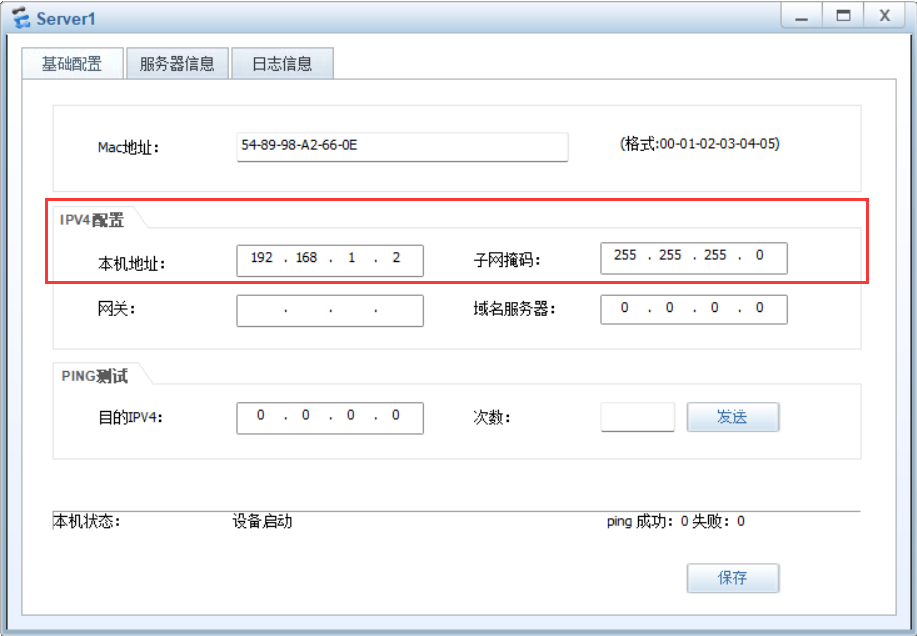 Server1
基础配置 服务器信息 日志信息
Mac地址: 54-89-98-A2-66-0E (格式:00-01-02-03-04-05)
IPV4配置
本机地址: 192 . 168 . 1 . 2 子网掩码: 255 . 255 . 255 . 0
网关: . . . 域名服务器: 0 . 0 . 0 . 0
PING测试
目的IPV4: 0 . 0 . 0 . 0 次数: 发送
本机状态: 设备启动 ping 成功: 0 失败: 0
保存